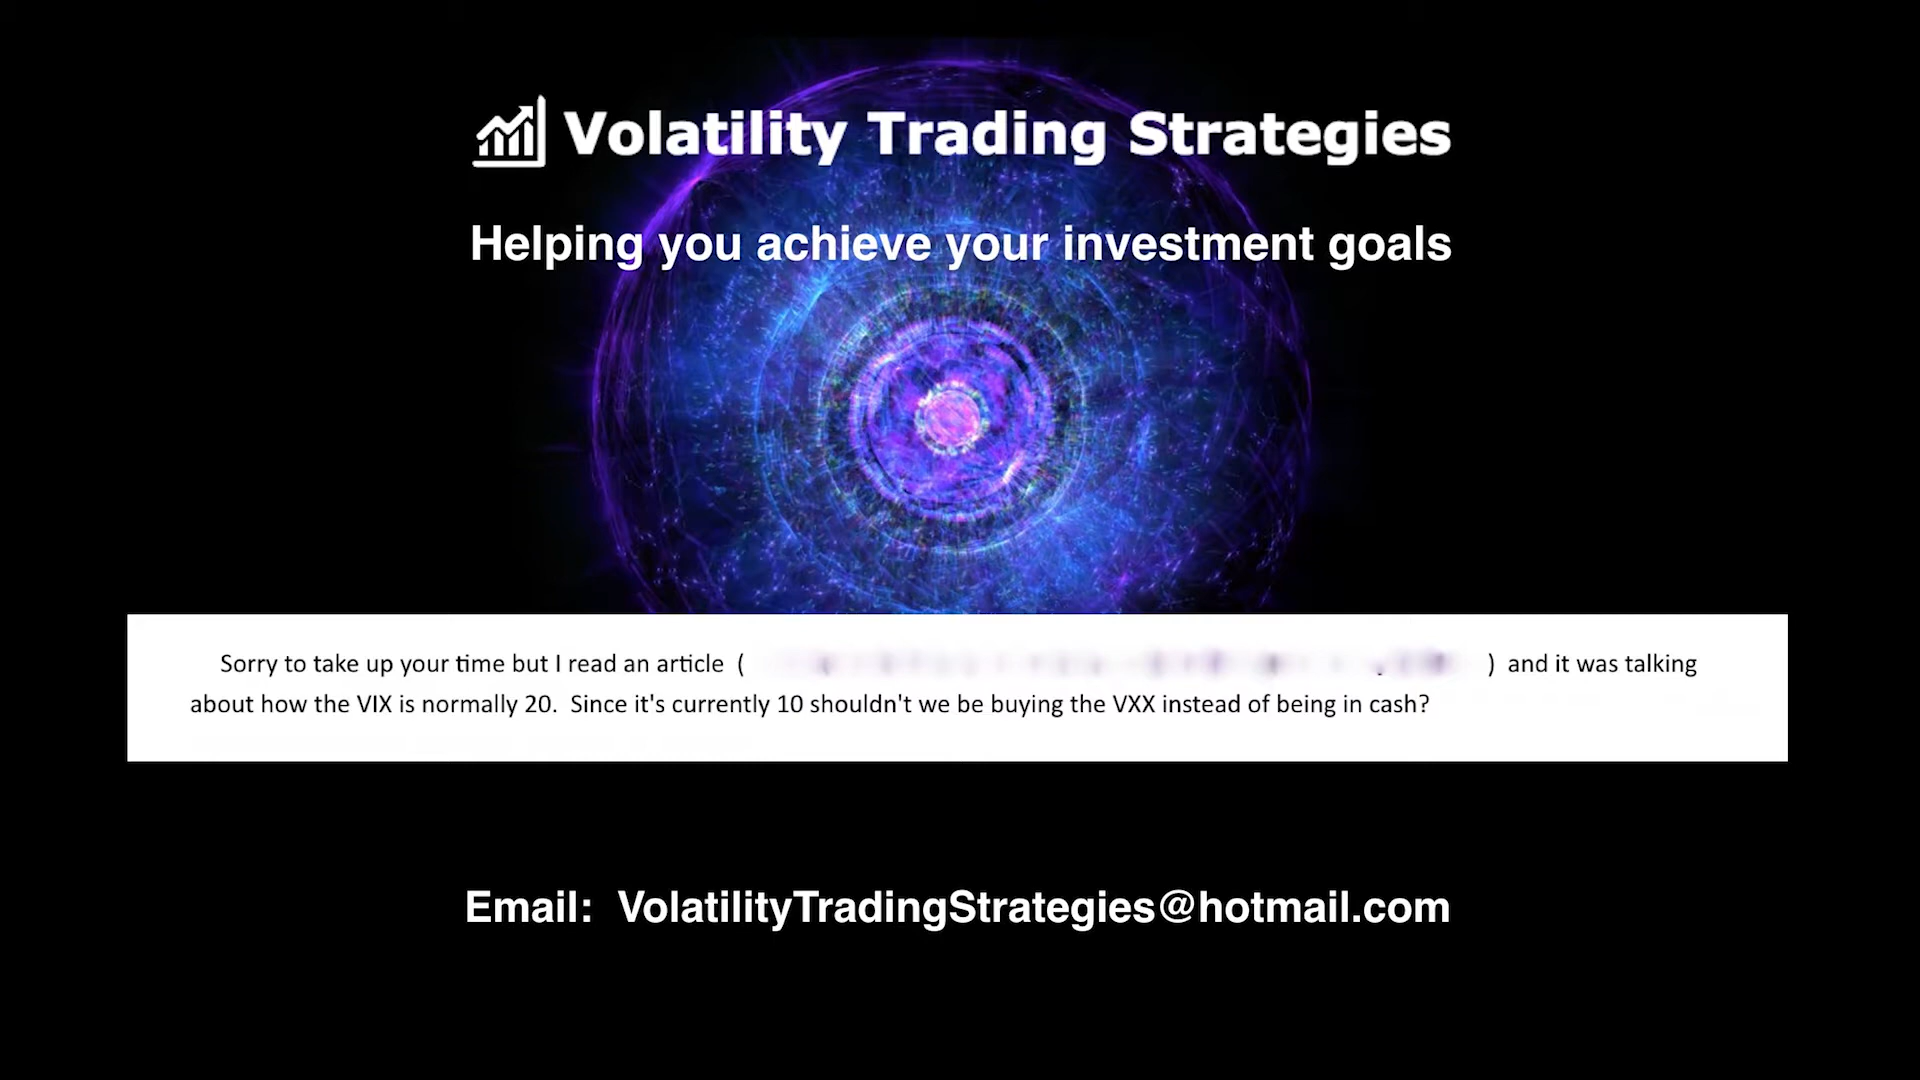 Volatility Trading Strategies
Helping you achieve your investment goals
Sorry to take up your time but I read an article ( ) and it was talking
about how the VIX is normally 20. Since it's currently 10 shouldn't we be buying the VXX instead of being in cash?
Email: VolatilityTradingStrategies@hotmail.com